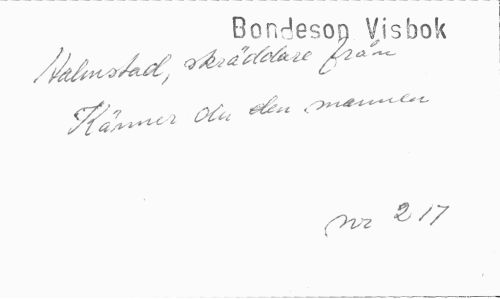 Bondeson Visbok
Halmstad, skräddare från
Känner du den mannen
nr 217